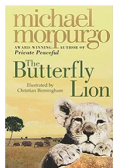 michael
morpurgo
AWARD-WINNING AUTHOR OF
Private Peaceful
The
Butterfly
Lion
Illustrated by
Christian Birmingham